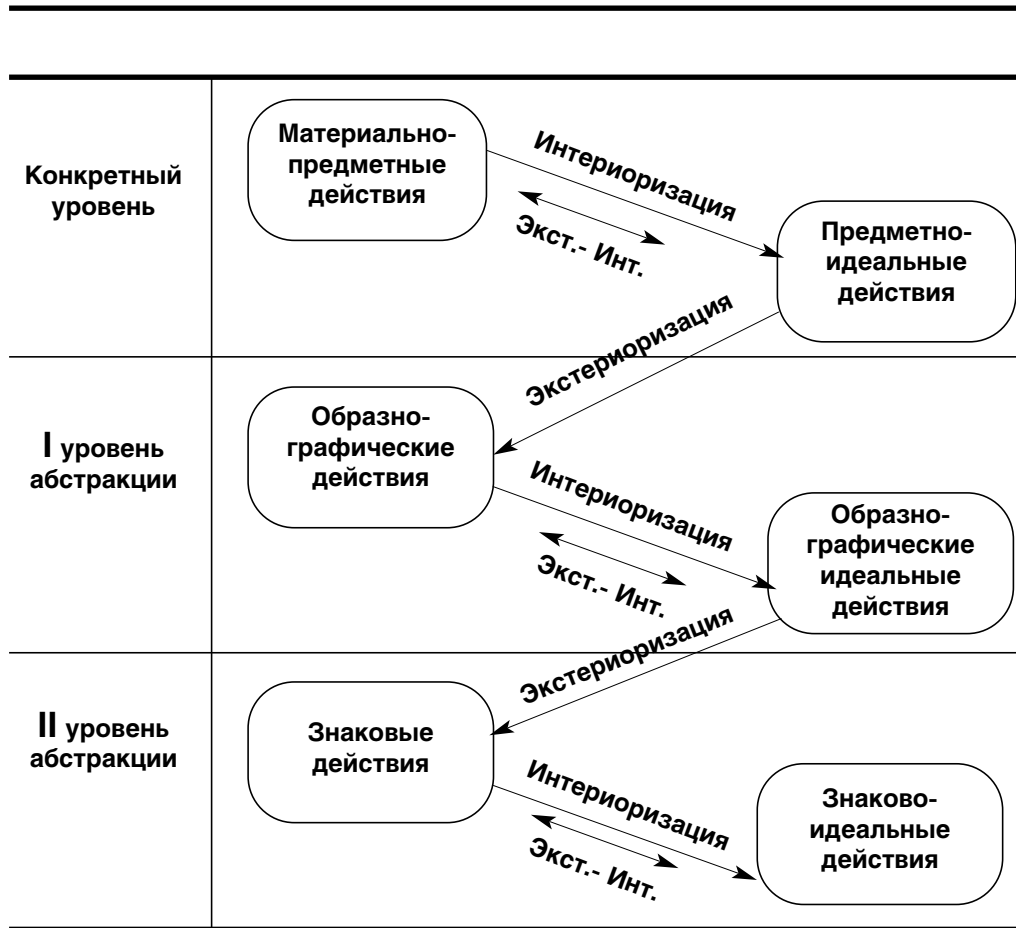 Конкретный
уровень
Материально-
предметные
действия
Интериоризация
Экст.- Инт.
Предметно-
идеальные
действия
Экстериоризация
I уровень
абстракции
Образно-
графические
действия
Интериоризация
Экст.- Инт.
Образно-
графические
идеальные
действия
Экстериоризация
II уровень
абстракции
Знаковые
действия
Интериоризация
Экст.- Инт.
Знаково-
идеальные
действия